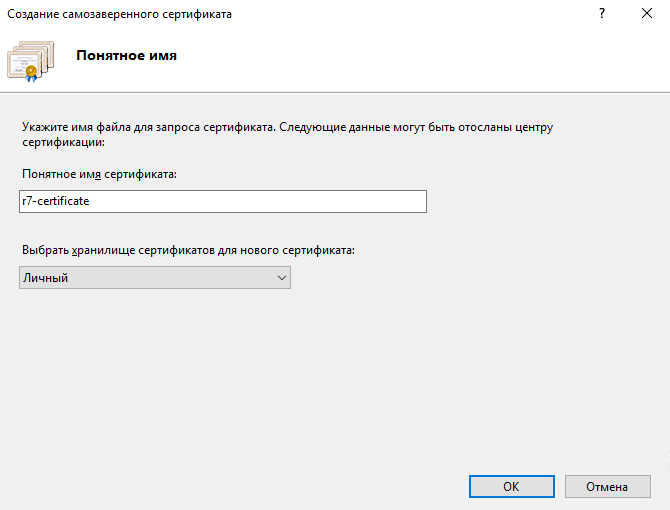 Создание самозаверенного сертификата
?
Понятное имя
Укажите имя файла для запроса сертификата. Следующие данные могут быть отосланы центру
сертификации:
Понятное имя сертификата:
r7-certificate
Выбрать хранилище сертификатов для нового сертификата:
Личный
ОК
Отмена